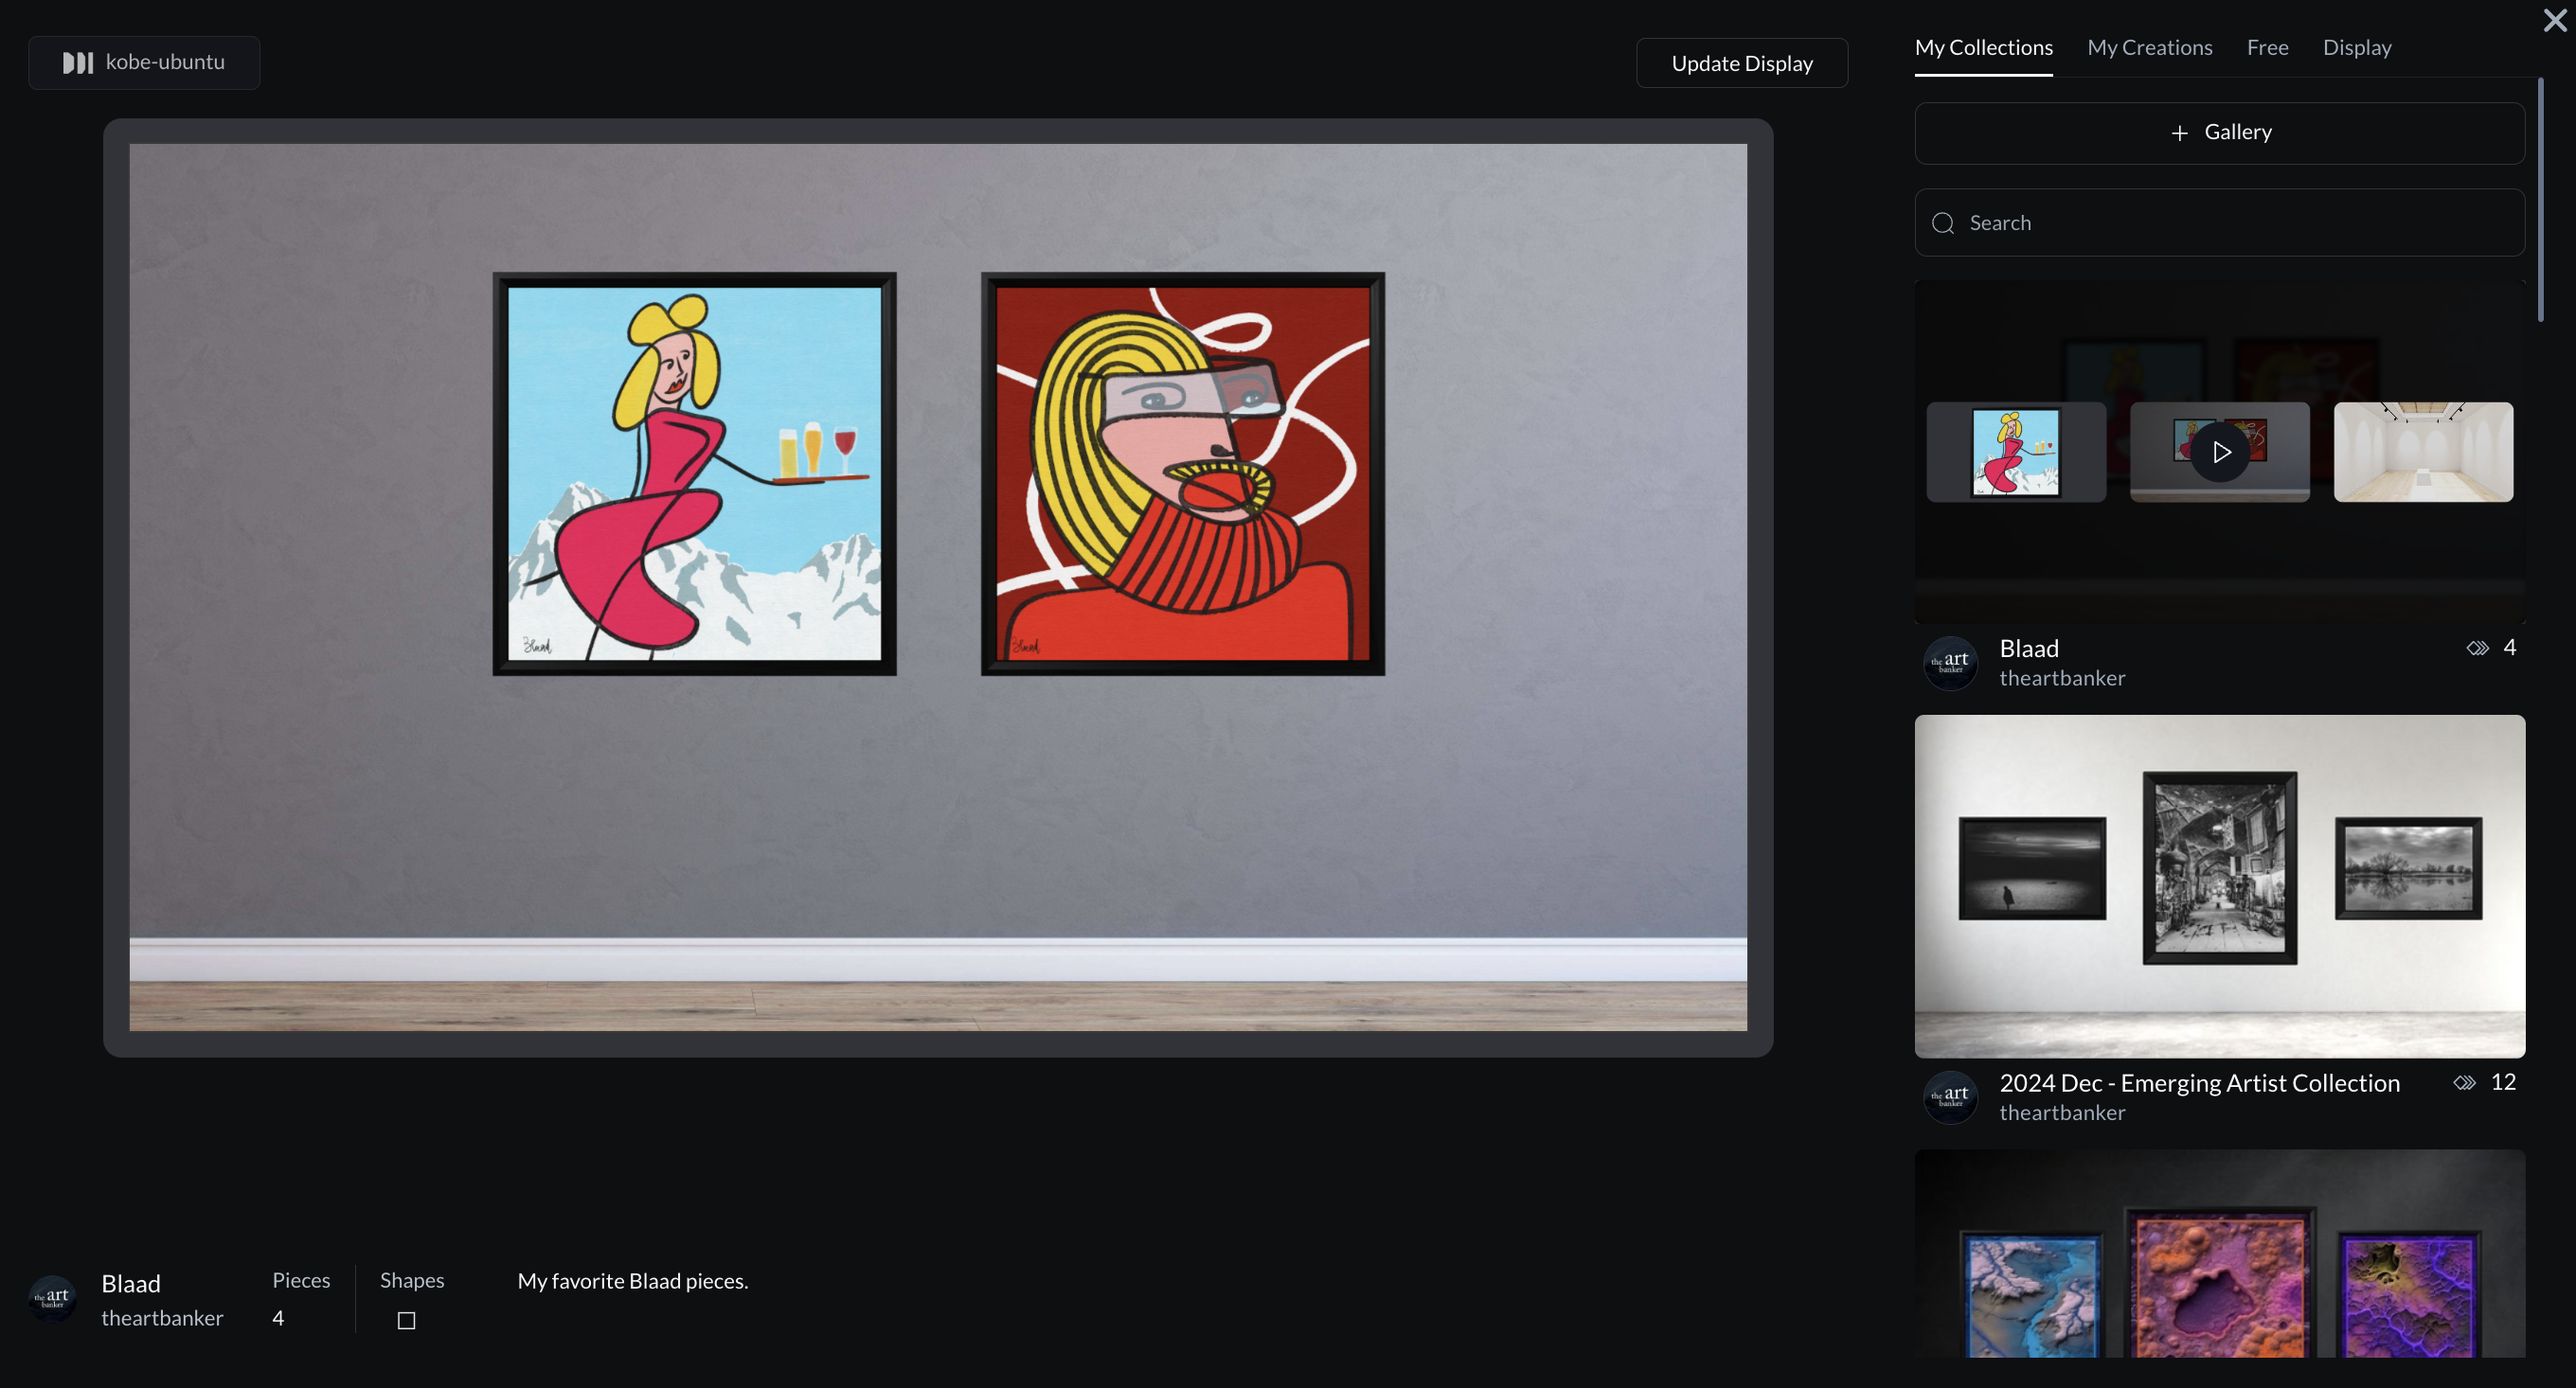 kobe-ubuntu
Update Display
My Collections
My Creations
Free
Display
+ Gallery
Search
Blaad
Blaad
the art
banker
Blaad
4
theartbanker
the art
banker
2024 Dec - Emerging Artist Collection
12
theartbanker
the art
banker
Blaad
theartbanker
Pieces
4
Shapes
My favorite Blaad pieces.